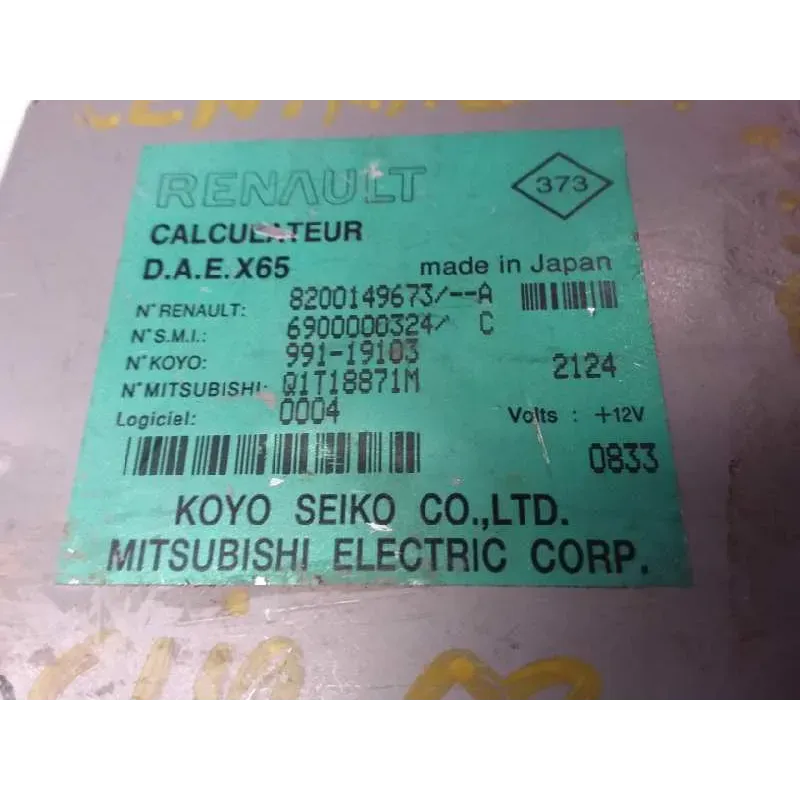 RENAULT 373
CALCULATEUR
D.A.E.X65 made in Japan
N° RENAULT: 8200149673/--A
N° S.M.I.: 6900000324/ C
N° KOYO: 991-19103 2124
N° MITSUBISHI: Q1T18871M
Logiciel: 0004 Volts : +12V
0833
KOYO SEIKO CO.,LTD.
MITSUBISHI ELECTRIC CORP.